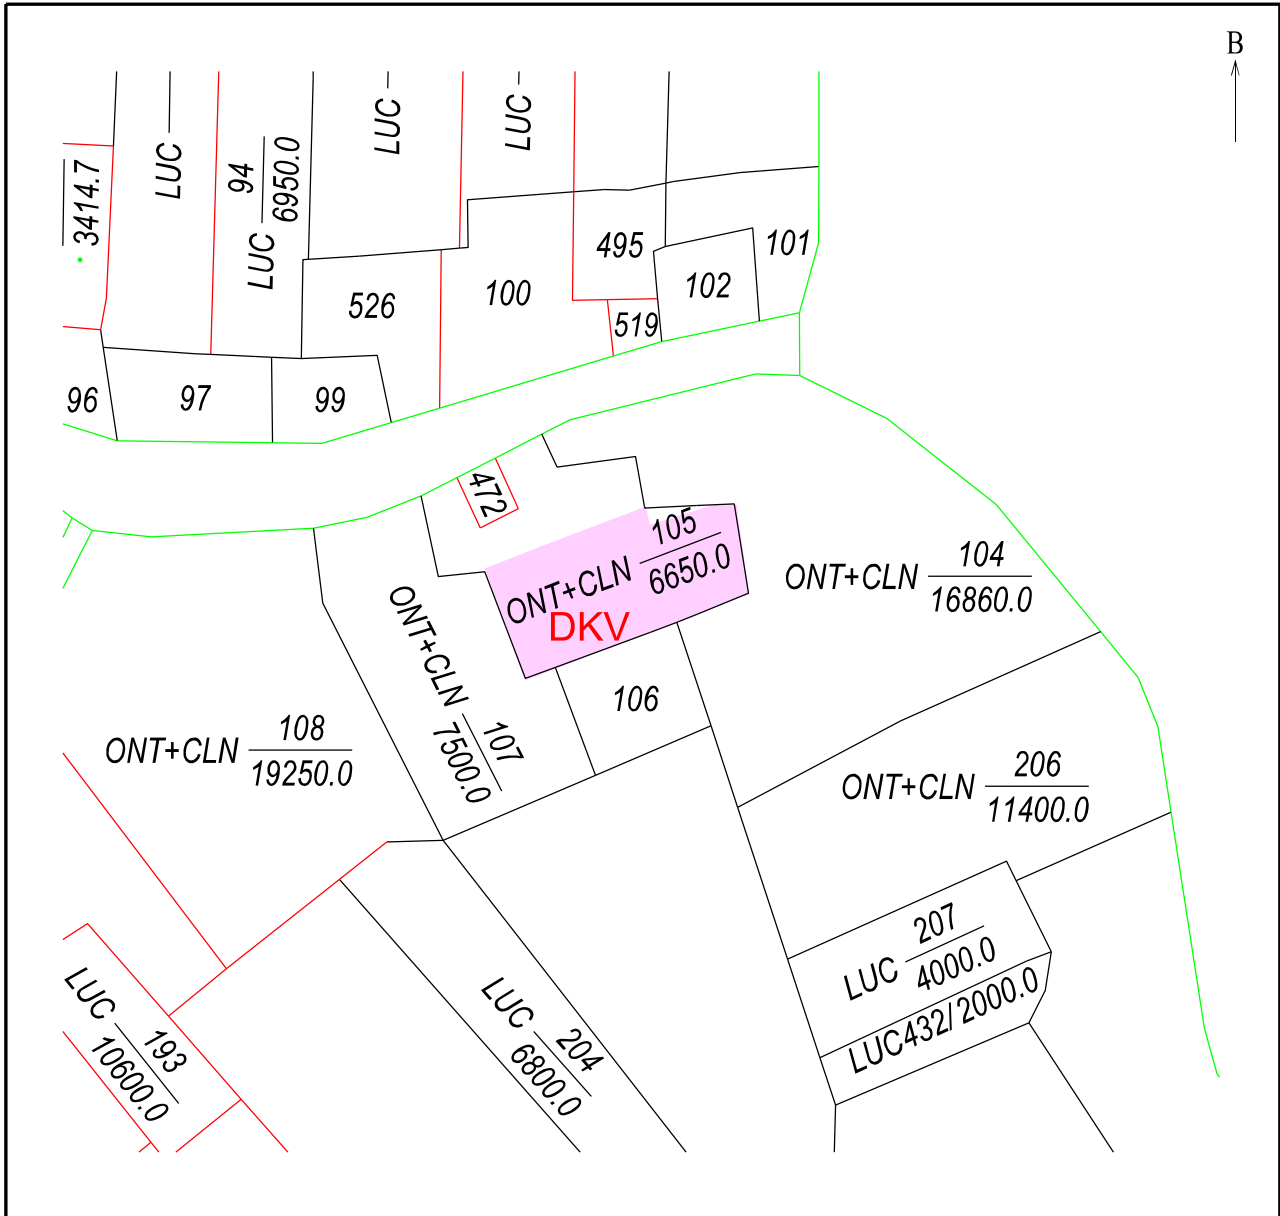 B
LUC
LUC
LUC
3414.7
94
LUC 6950.0
495
101
102
526
100
519
96
97
99
472
105
ONT+CLN 6650.0
DKV
104
ONT+CLN 16860.0
106
ONT+CLN 107
7500.0
108
ONT+CLN 19250.0
206
ONT+CLN 11400.0
207
LUC 4000.0
LUC432/2000.0
LUC 204
6800.0
LUC 193
10600.0